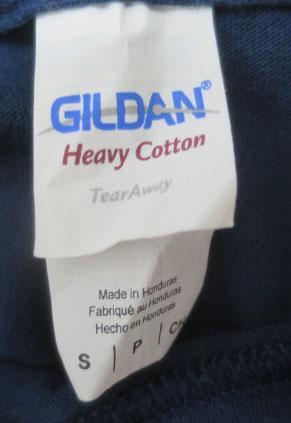 GILDAN®
Heavy Cotton
TearAway
Made in Honduras
Fabriqué au Honduras
Hecho en Honduras
S | P |